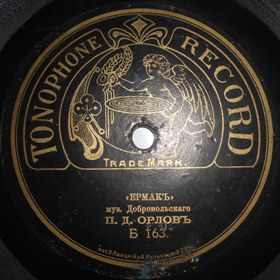 TONOPHONE RECORD
TRADE MARK.
«ЕРМАКЪ»
муз. Добровольскаго
П. Д. ОРЛОВЪ
Б 163.